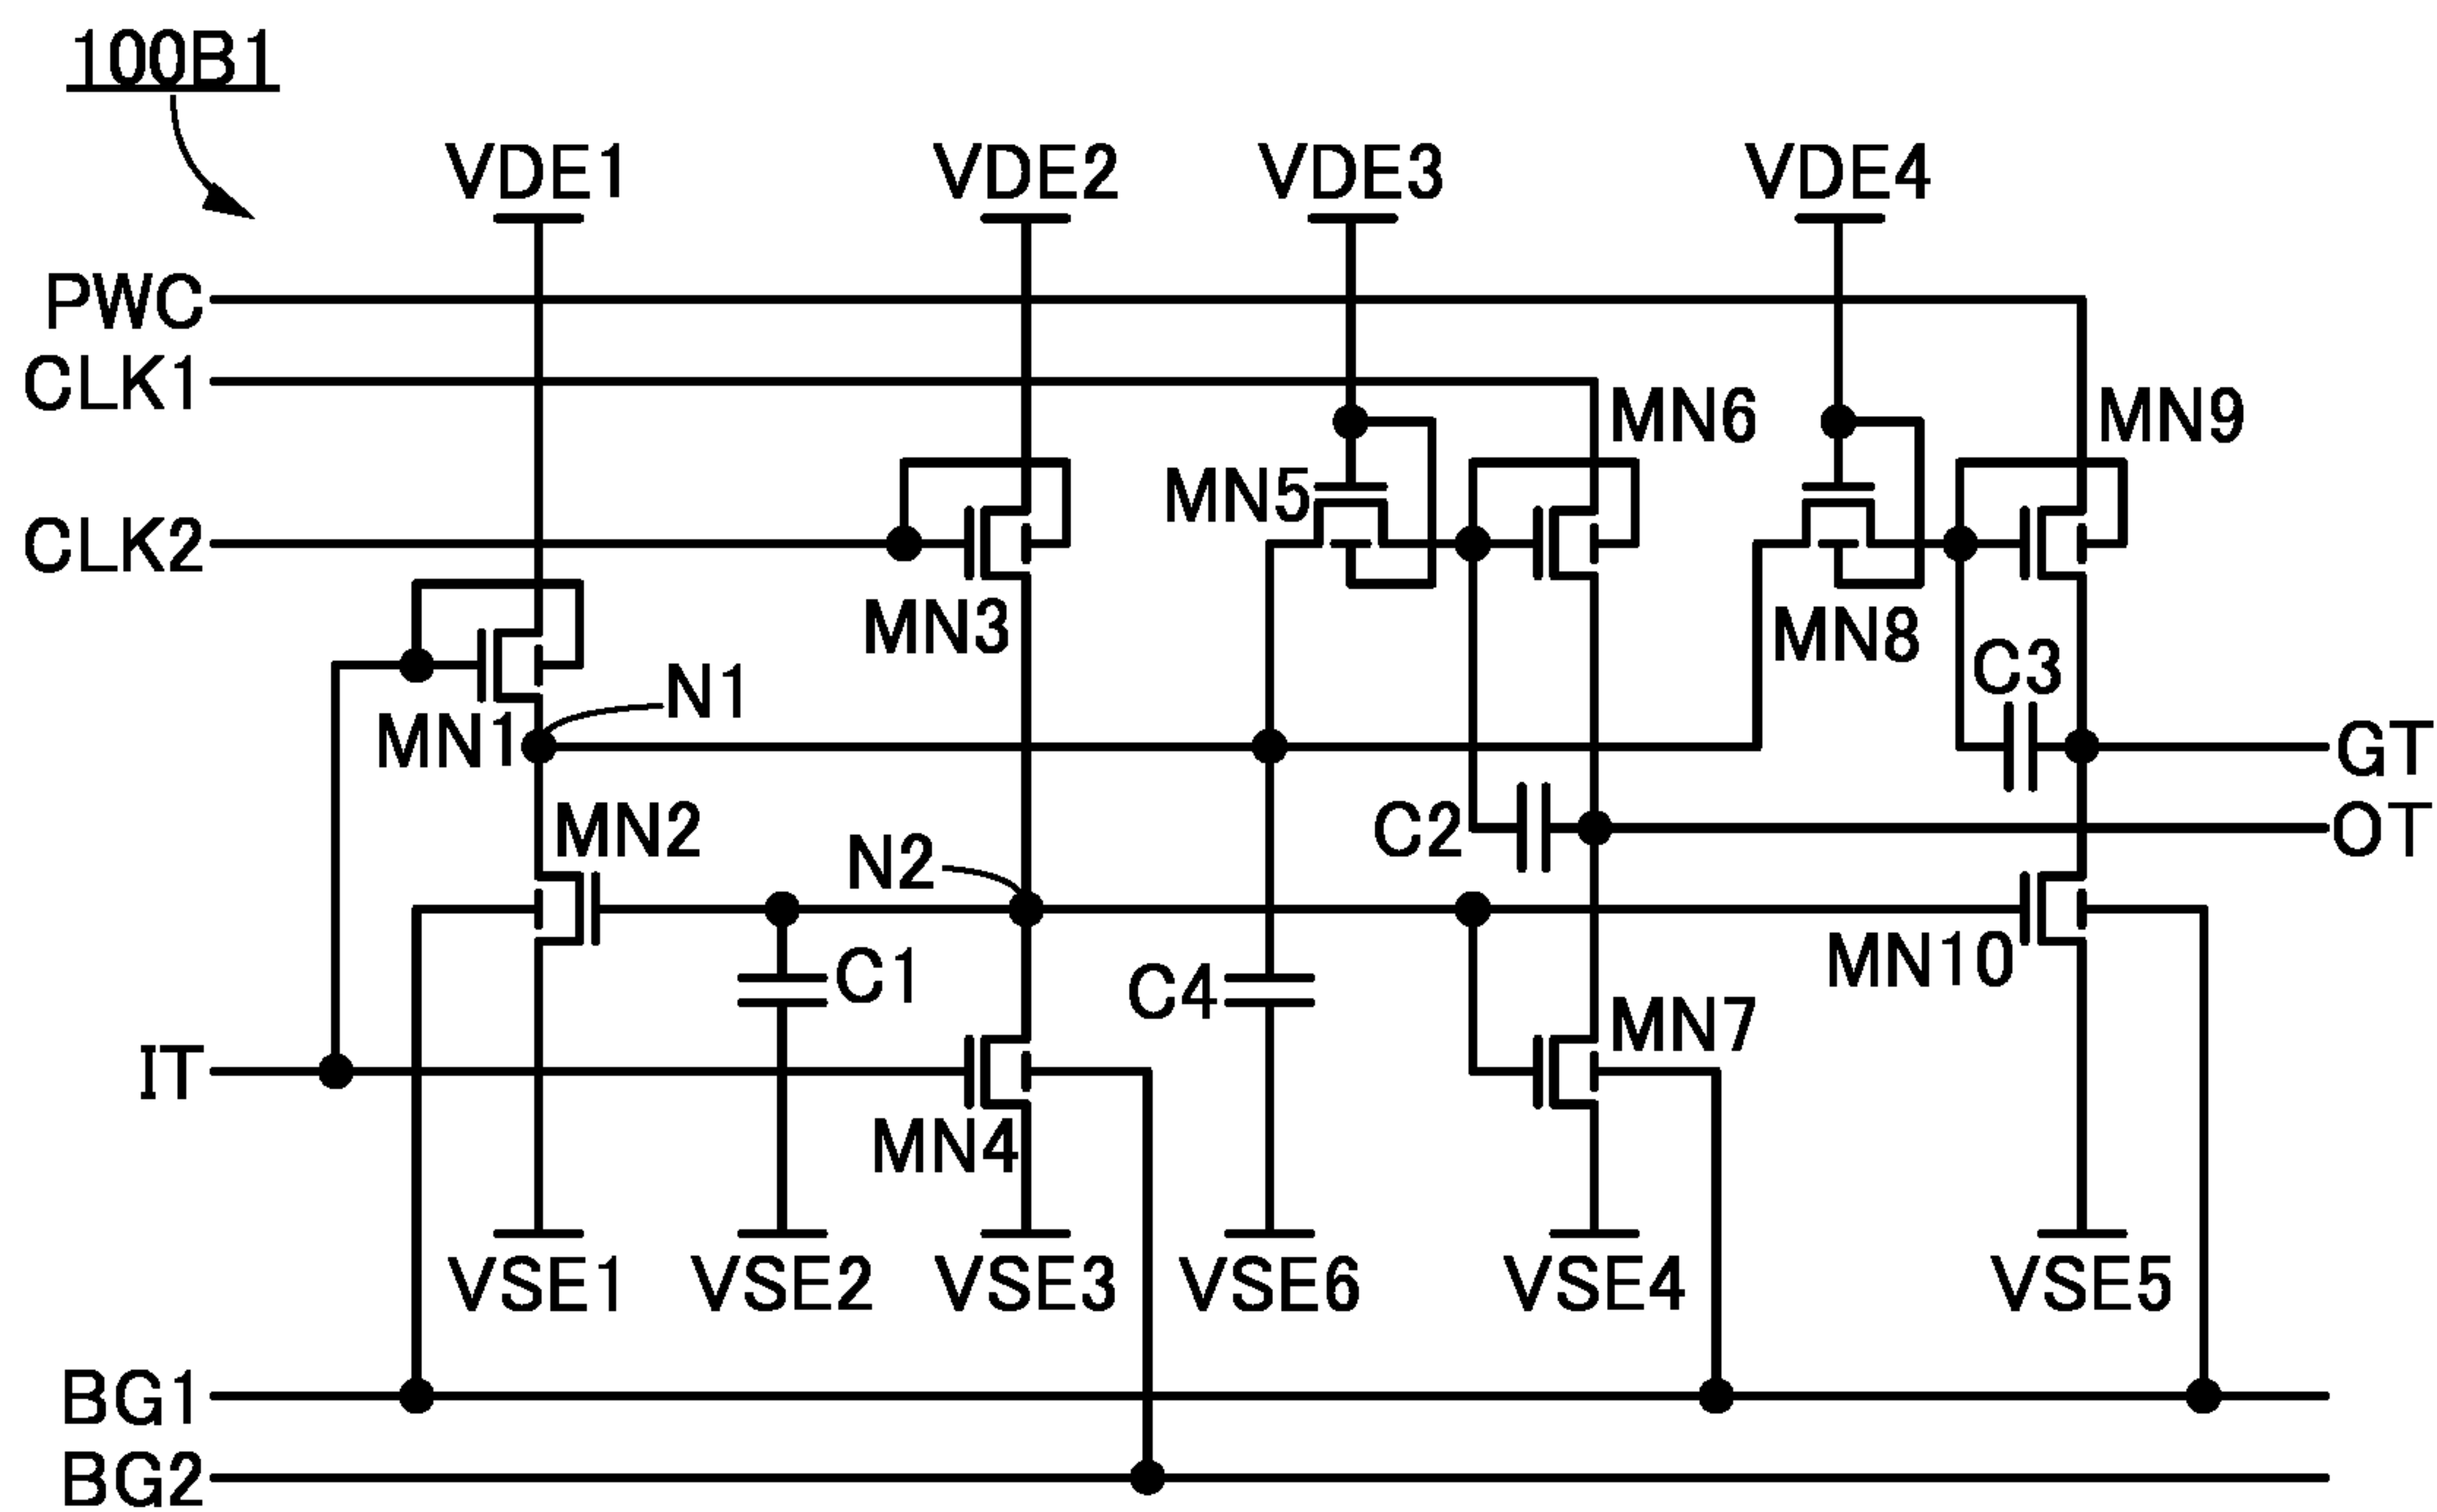 100B1
VDE1 VDE2 VDE3 VDE4
PWC
CLK1
MN6 MN9
MN5
CLK2
MN3 MN8
C3
N1
MN1
GT
MN2 C2 OT
N2
C1 C4 MN10
MN7
IT
MN4
VSE1 VSE2 VSE3 VSE6 VSE4 VSE5
BG1
BG2